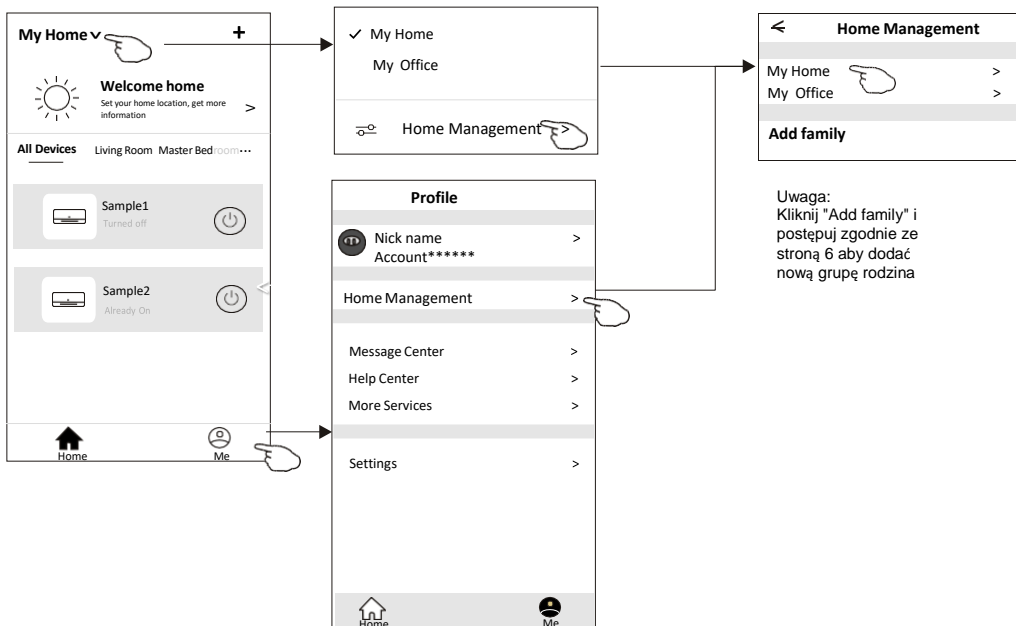 My Home
+
Welcome home
Set your home location, get more
information
>
All Devices Living Room Master Bedroom...
Sample1
Turned off
Sample2
Already On
Home
Me
✓ My Home
My Office
Home Management >
Profile
Nick name >
Account******
Home Management >
Message Center >
Help Center >
More Services >
Settings >
Home
Me
Home Management
My Home >
My Office >
Add family
Uwaga:
Kliknij "Add family" i
postępuj zgodnie ze
stroną 6 aby dodać
nową grupę rodzina